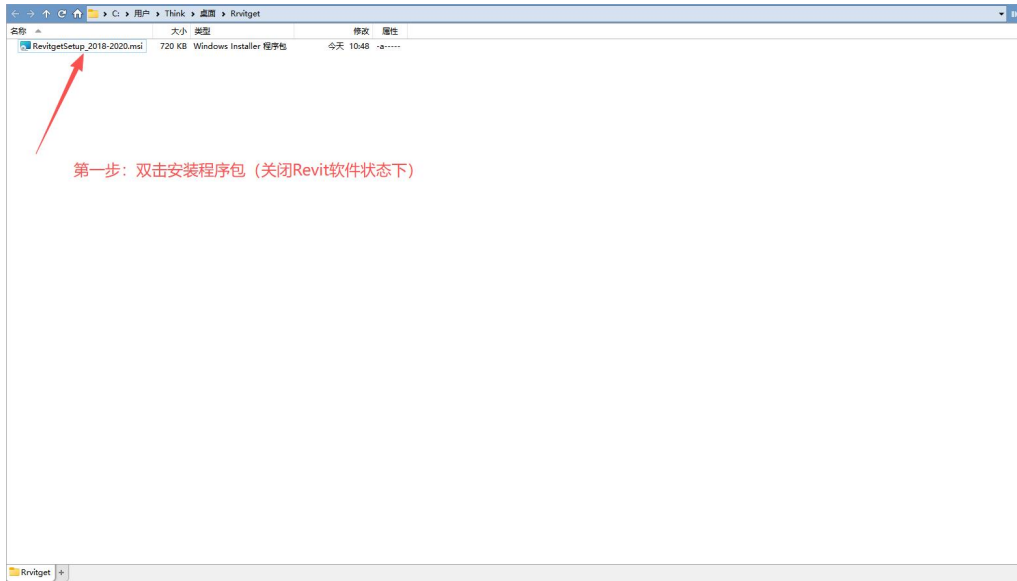 C: 用户 Think 桌面 Rrvitget
名称 大小 类型 修改 属性
RevitgetSetup_2018-2020.msi 720 KB Windows Installer 程序包 今天 10:48 -a-----
第一步：双击安装程序包（关闭Revit软件状态下）
Rrvitget +